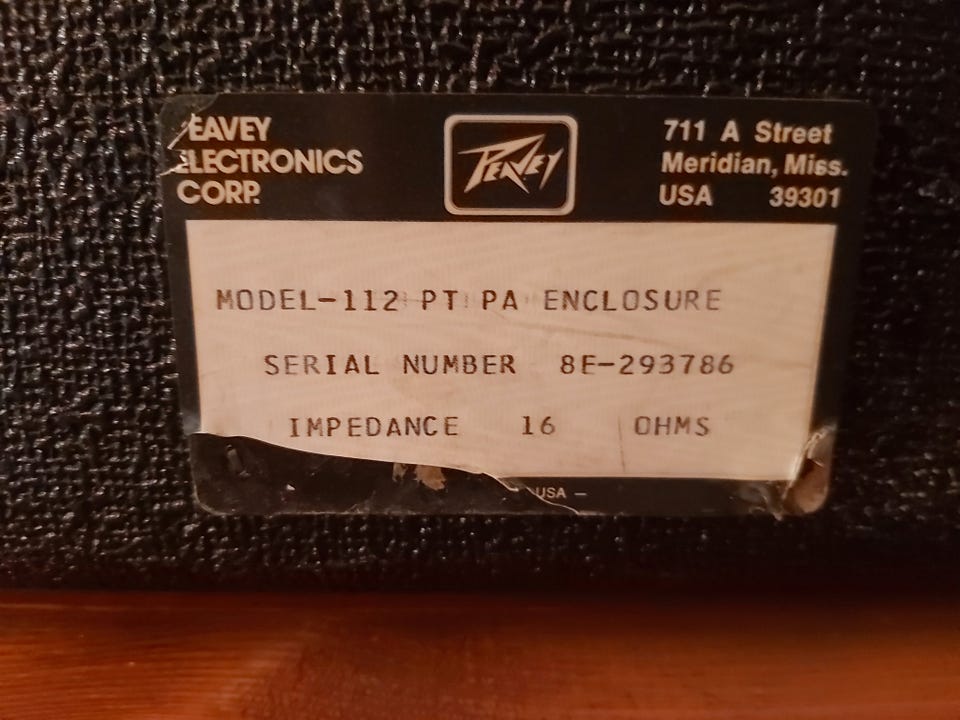 EAVEY
ELECTRONICS
CORP.
PEAVEY
711 A Street
Meridian, Miss.
USA 39301
MODEL-112 PT PA ENCLOSURE
SERIAL NUMBER 8E-293786
IMPEDANCE 16 OHMS
USA –